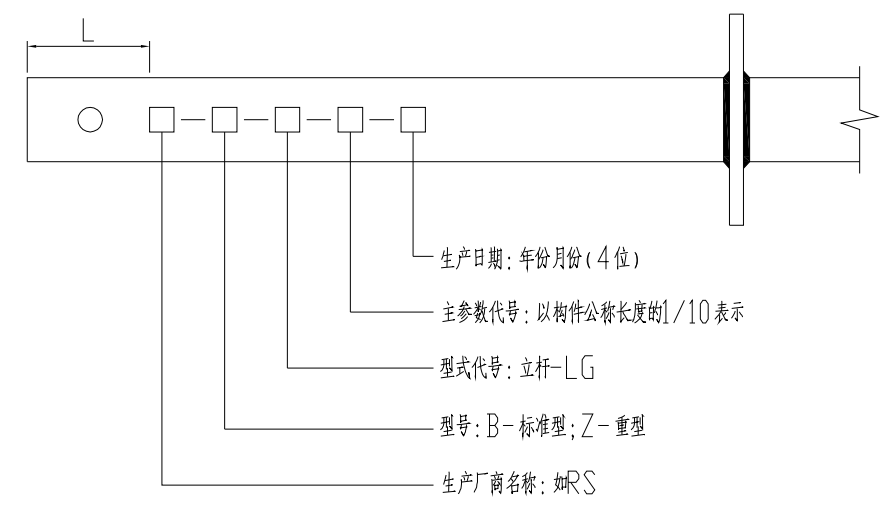 L
生产日期:年份月份(4位)
主参数代号:以构件公称长度的1/10表示
型式代号:立杆-LG
型号:B-标准型;Z-重型
生产厂商名称:如RS